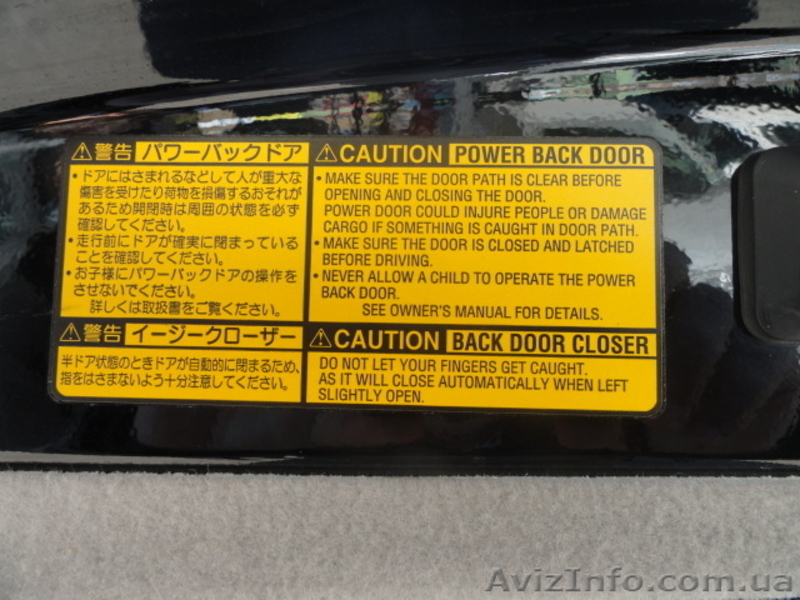 警告 パワーバックドア
・ドアにはさまれるなどして人が重大な
傷害を受けたり荷物を損傷するおそれが
あるため開閉時は周囲の状態を必ず
確認してください。
・走行前にドアが確実に閉まっている
ことを確認してください。
・お子様にパワーバックドアの操作を
させないでください。
詳しくは取扱書をご覧ください。
CAUTION POWER BACK DOOR
• MAKE SURE THE DOOR PATH IS CLEAR BEFORE
OPENING AND CLOSING THE DOOR.
POWER DOOR COULD INJURE PEOPLE OR DAMAGE
CARGO IF SOMETHING IS CAUGHT IN DOOR PATH.
• MAKE SURE THE DOOR IS CLOSED AND LATCHED
BEFORE DRIVING.
• NEVER ALLOW A CHILD TO OPERATE THE POWER
BACK DOOR.
SEE OWNER'S MANUAL FOR DETAILS.
警告 イージークローザー
半ドア状態のときドアが自動的に閉まるため、
指をはさまないよう十分注意してください。
CAUTION BACK DOOR CLOSER
DO NOT LET YOUR FINGERS GET CAUGHT.
AS IT WILL CLOSE AUTOMATICALLY WHEN LEFT
SLIGHTLY OPEN.
AvizInfo.com.ua